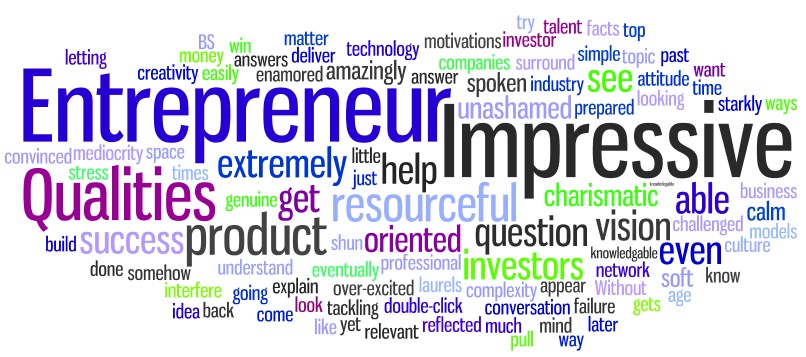 try talent facts top
BS win matter motivations investor
letting money answers deliver technology companies surround simple topic past
creativity easily enamored amazingly answer spoken industry see attitude want
time
Entrepreneur unashamed prepared looking starkly ways
Impressive
convinced mediocrity space extremely little help
stress times just knowledgable
Qualities genuine get resourceful charismatic able business
calm
build success product shun oriented question vision challenged models
knowledgable even culture
done somehow understand eventually professional investors network soft know
interfere going explain over-excited laurels complexity appear Without age
idea back come look tackling double-click conversation failure gets
like yet relevant reflected much mind later
pull way